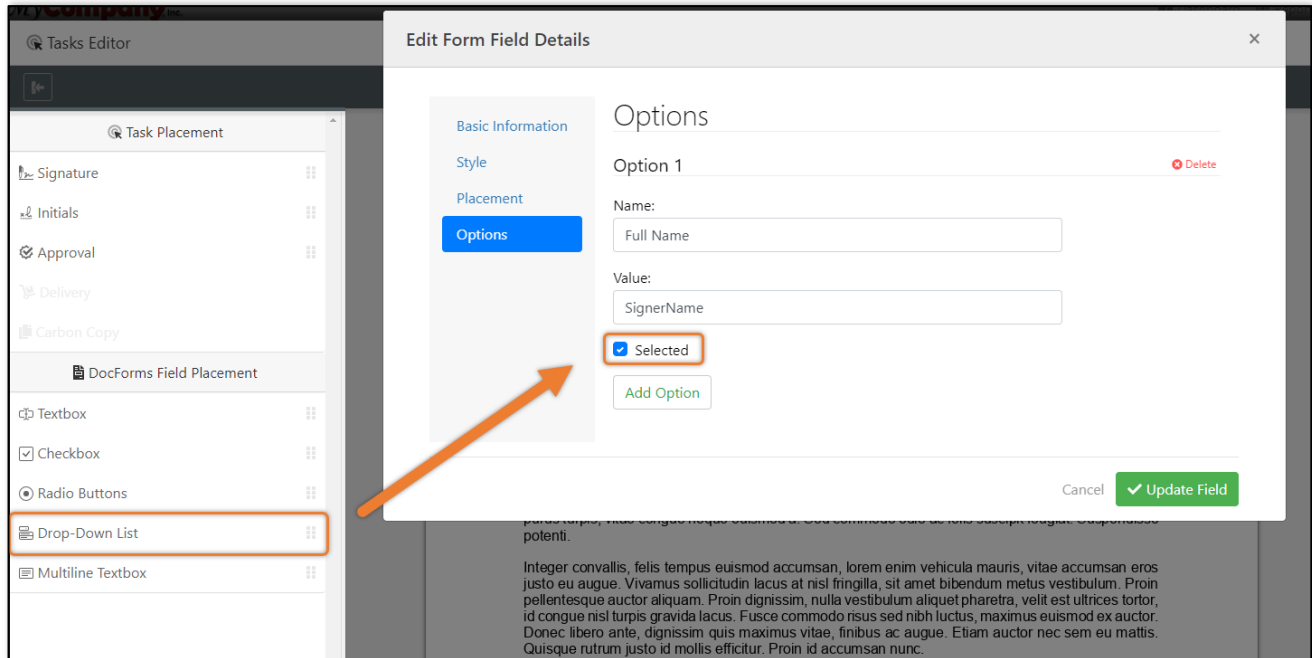 MyCompany, Inc.
Tasks Editor
Task Placement
Signature
Initials
Approval
Delivery
Carbon Copy
DocForms Field Placement
Textbox
Checkbox
Radio Buttons
Drop-Down List
Multiline Textbox
Edit Form Field Details
×
Basic Information
Style
Placement
Options
Options
Option 1
Delete
Name:
Full Name
Value:
SignerName
Selected
Add Option
Cancel
Update Field
potenti.
Integer convallis, felis tempus euismod accumsan, lorem enim vehicula mauris, vitae accumsan eros
justo eu augue. Vivamus sollicitudin lacus at nisl fringilla, sit amet bibendum metus vestibulum. Proin
pellentesque auctor aliquam. Proin dignissim, nulla vestibulum aliquet pharetra, velit est ultrices tortor,
id congue nisl turpis gravida lacus. Fusce commodo risus sed nibh luctus, maximus euismod ex auctor.
Donec libero ante, dignissim quis maximus vitae, finibus ac augue. Etiam auctor nec sem eu mattis.
Quisque rutrum justo id mollis efficitur. Proin id accumsan nunc.